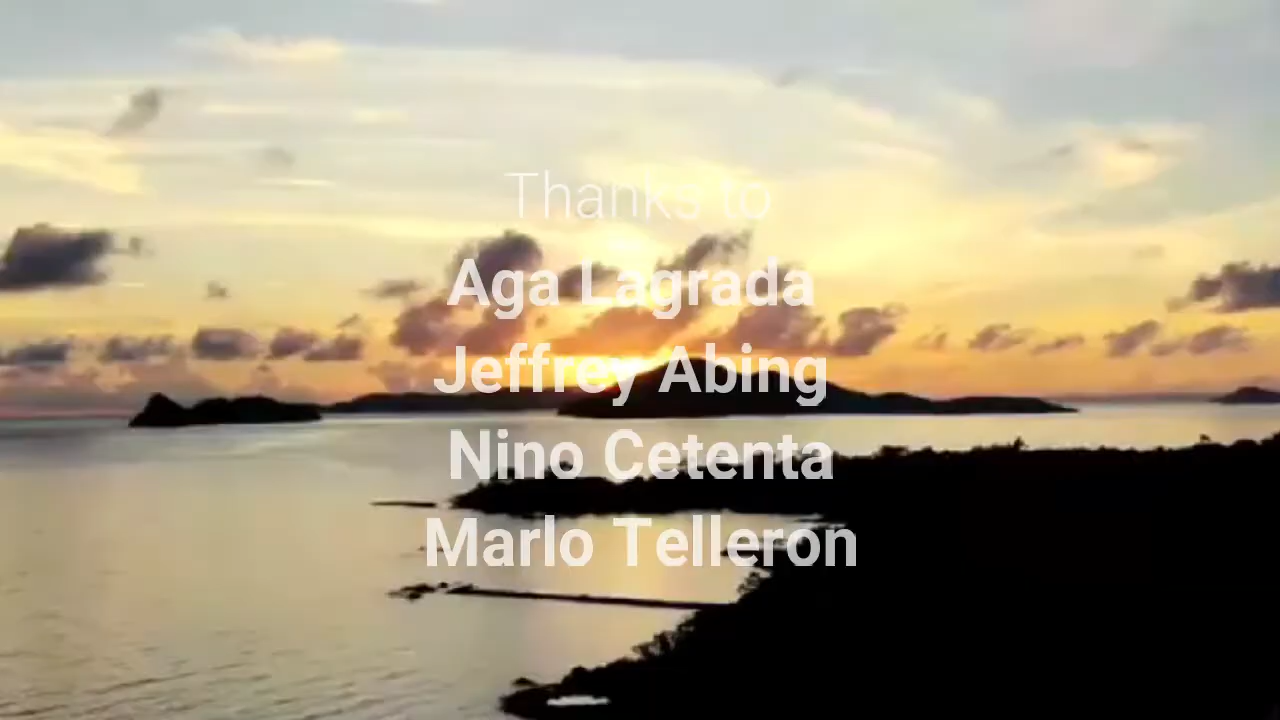 Thanks to
Aga Lagrada
Jeffrey Abing
Nino Cetenta
Marlo Telleron